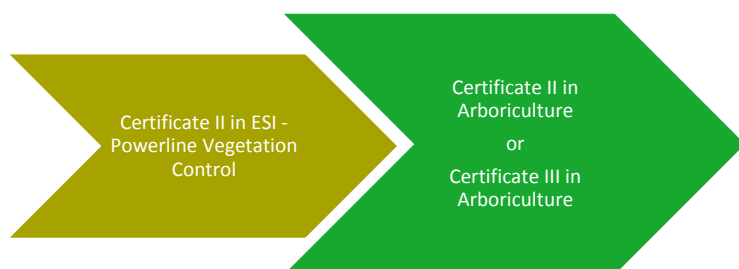 Certificate II in ESI -
Powerline Vegetation
Control
Certificate II in
Arboriculture
or
Certificate III in
Arboriculture